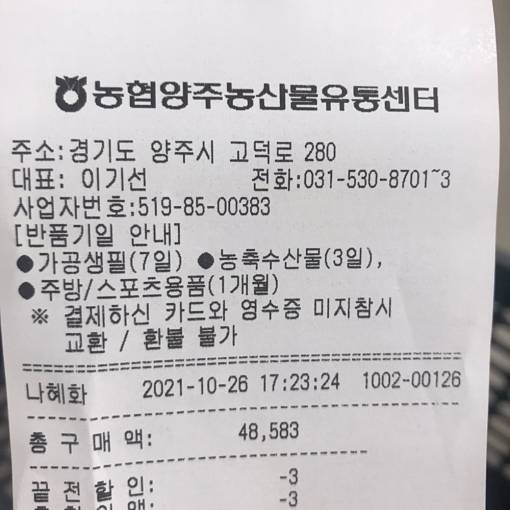 농협양주농산물유통센터
주소:경기도 양주시 고덕로 280
대표: 이기선 전화:031-530-8701~3
사업자번호:519-85-00383
[반품기일 안내]
●가공생필(7일) ●농축수산물(3일),
●주방/스포츠용품(1개월)
※ 결제하신 카드와 영수증 미지참시
교환 / 환불 불가
나혜화 2021-10-26 17:23:24 1002-00126
총 구 매 액: 48,583
끝 전 할 인: -3
-3